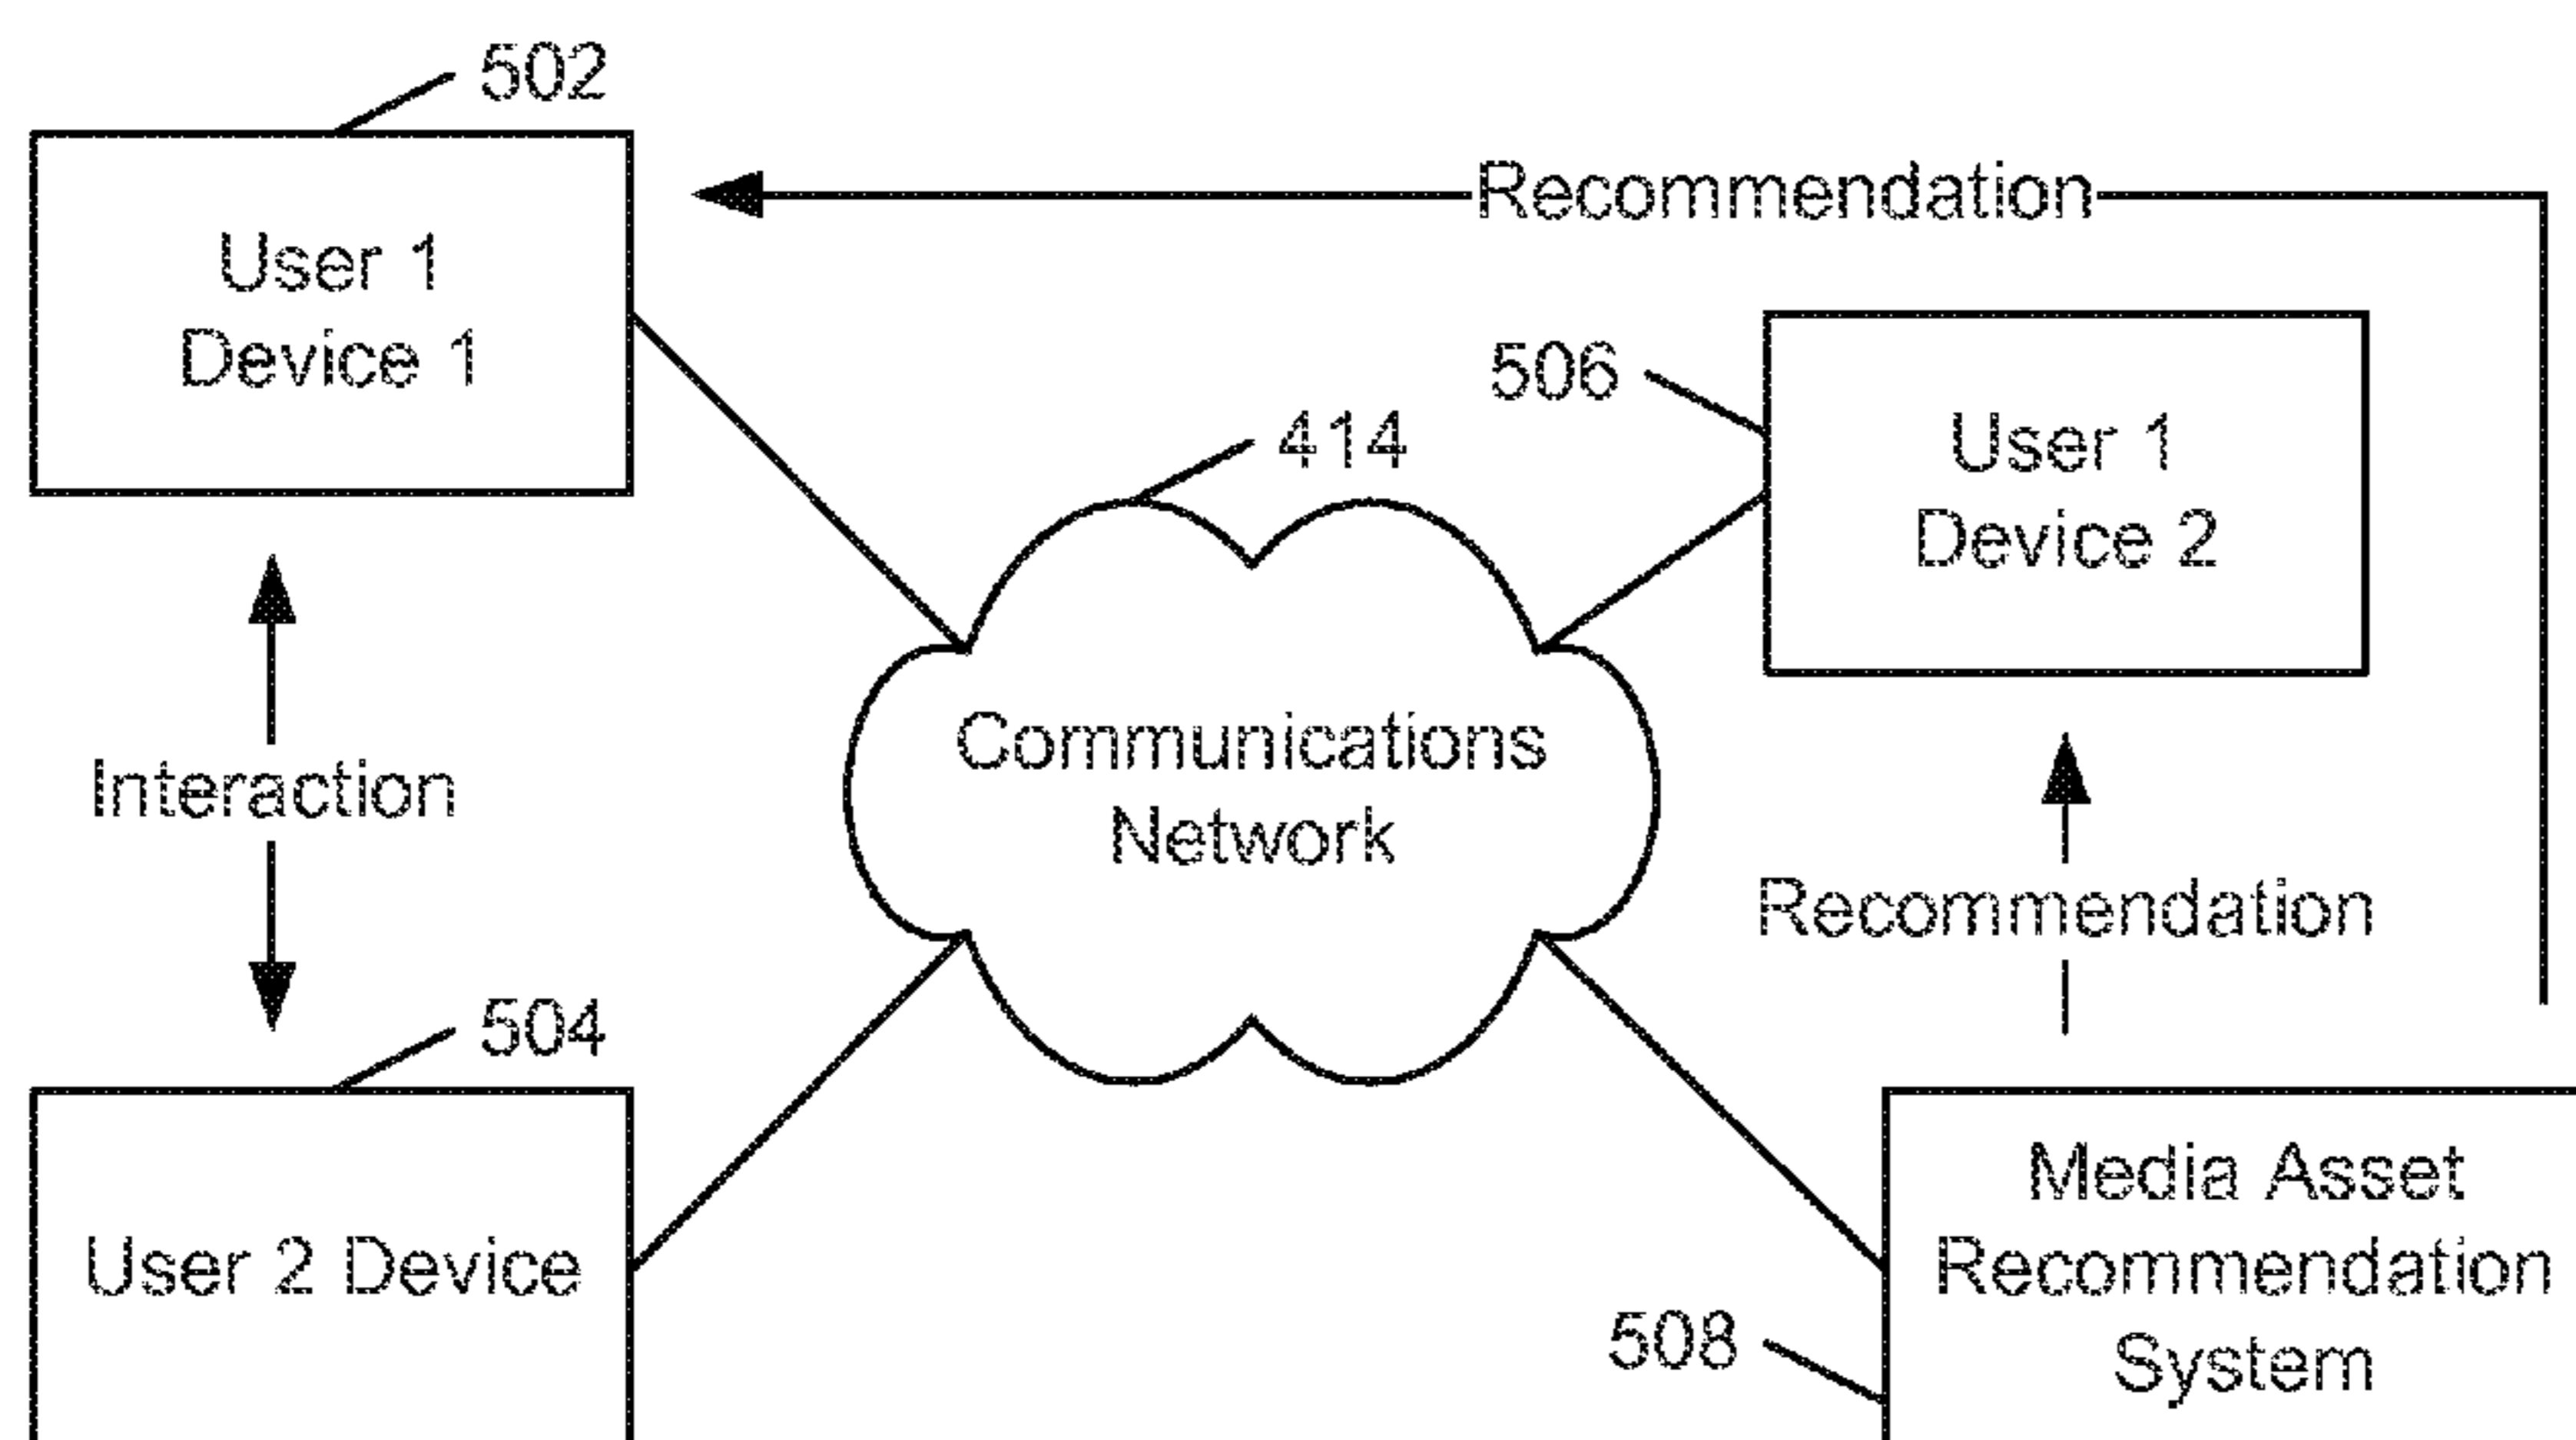 502
Recommendation
User 1
Device 1
506
User 1
Device 2
414
Communications
Network
Interaction
Recommendation
504
User 2 Device
Media Asset
Recommendation
System
508